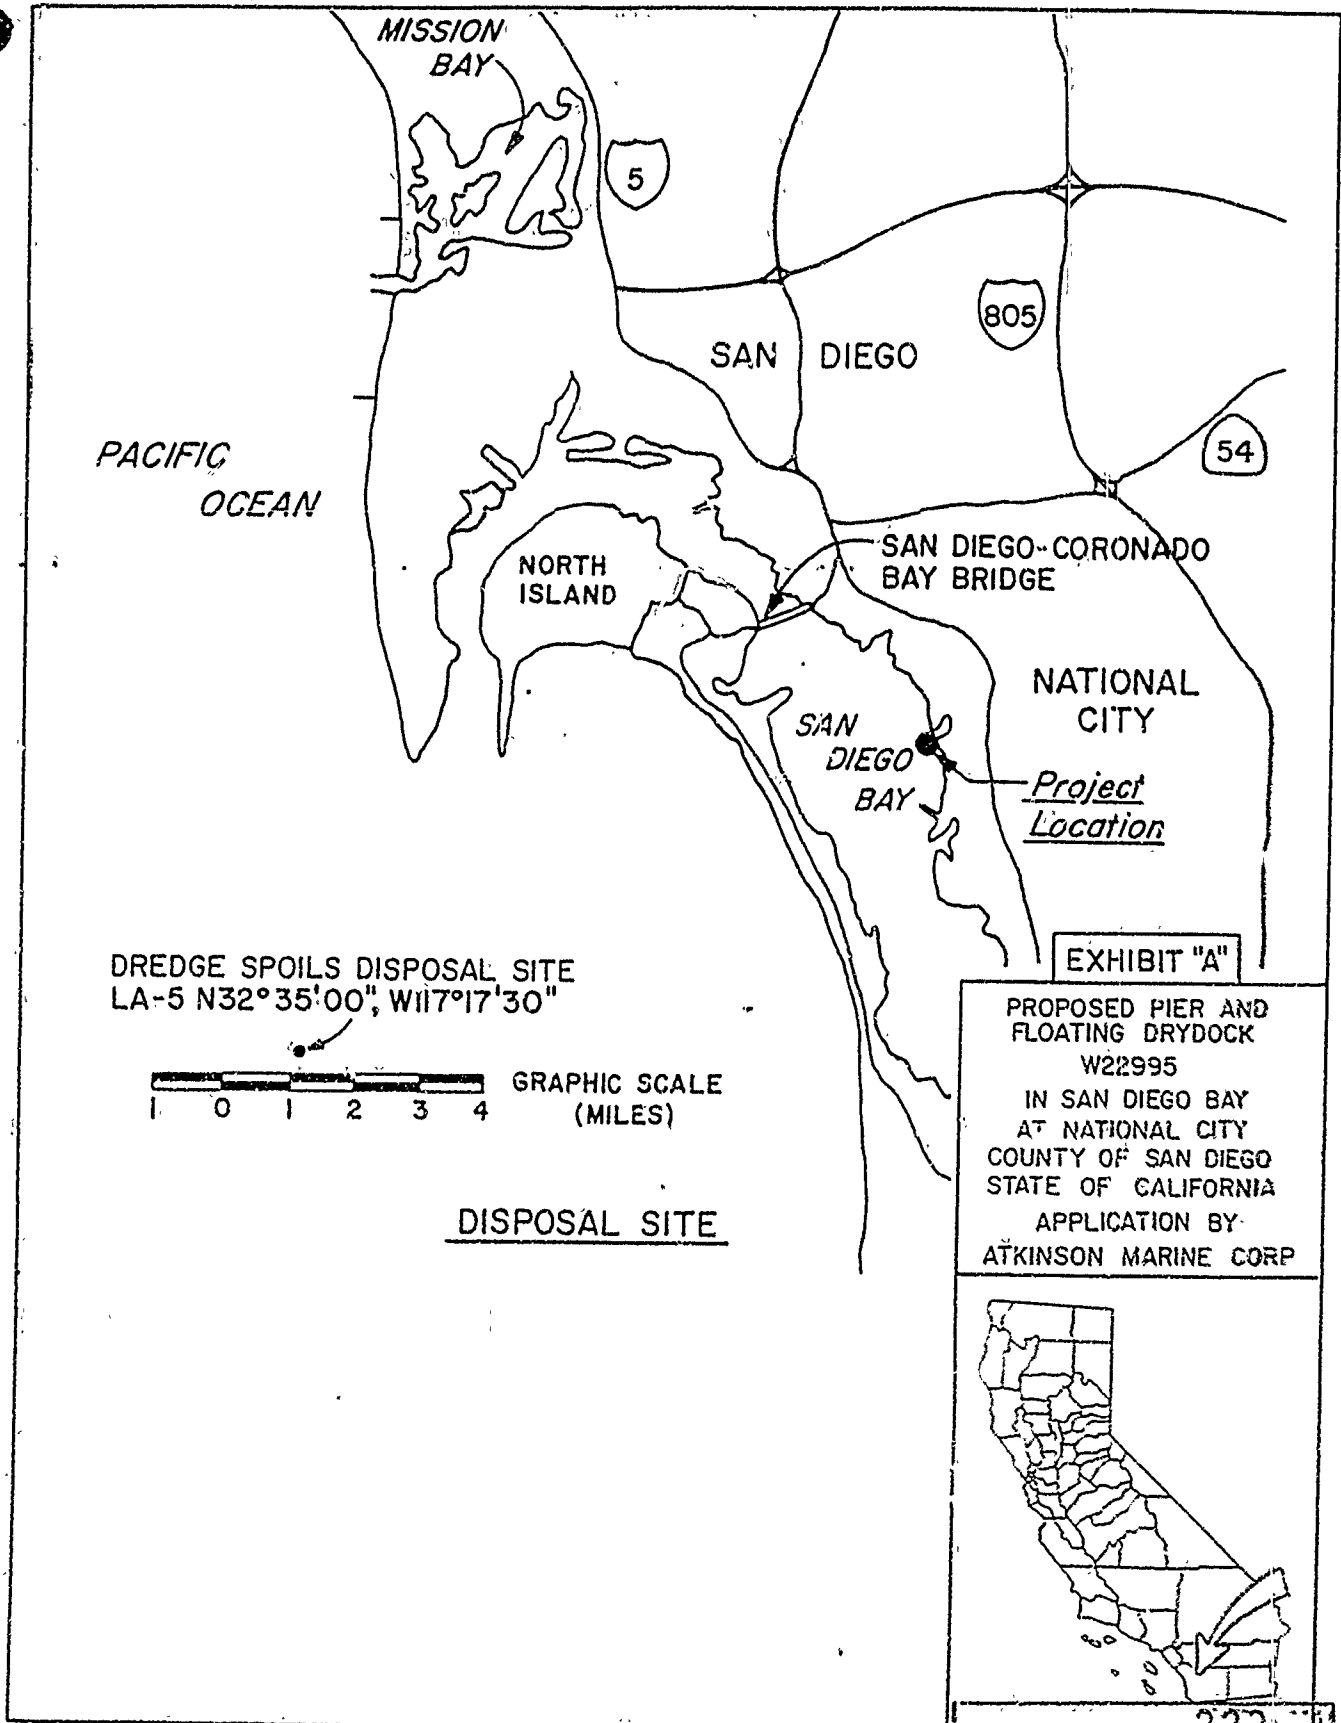 MISSION
BAY
5
805
SAN DIEGO
PACIFIC
OCEAN
54
NORTH
ISLAND
SAN DIEGO-CORONADO
BAY BRIDGE
NATIONAL
CITY
SAN
DIEGO
BAY
Project
Location
DREDGE SPOILS DISPOSAL SITE
LA-5 N32°35'00", W117°17'30"
GRAPHIC SCALE
(MILES)
1 0 1 2 3 4
DISPOSAL SITE
EXHIBIT "A"
PROPOSED PIER AND
FLOATING DRYDOCK
W22995
IN SAN DIEGO BAY
AT NATIONAL CITY
COUNTY OF SAN DIEGO
STATE OF CALIFORNIA
APPLICATION BY
ATKINSON MARINE CORP